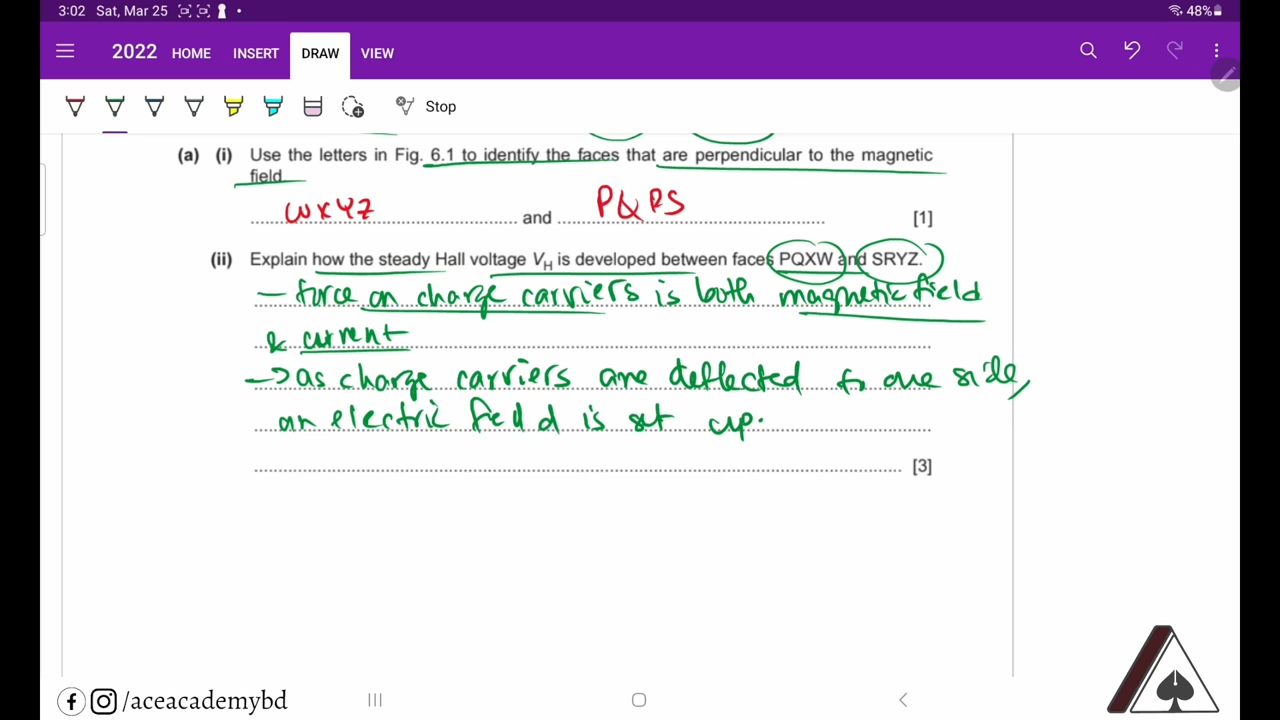 3:02 Sat, Mar 25 48%
2022 HOME INSERT DRAW VIEW
Stop
(a) (i) Use the letters in Fig. 6.1 to identify the faces that are perpendicular to the magnetic
field
WXYZ and PQRS [1]
(ii) Explain how the steady Hall voltage VH is developed between faces PQXW and SRYZ.
– force on charge carriers is both magnetic field
& current
→ as charge carriers are deflected to one side,
an electric field is set up.
[3]
/aceacademybd